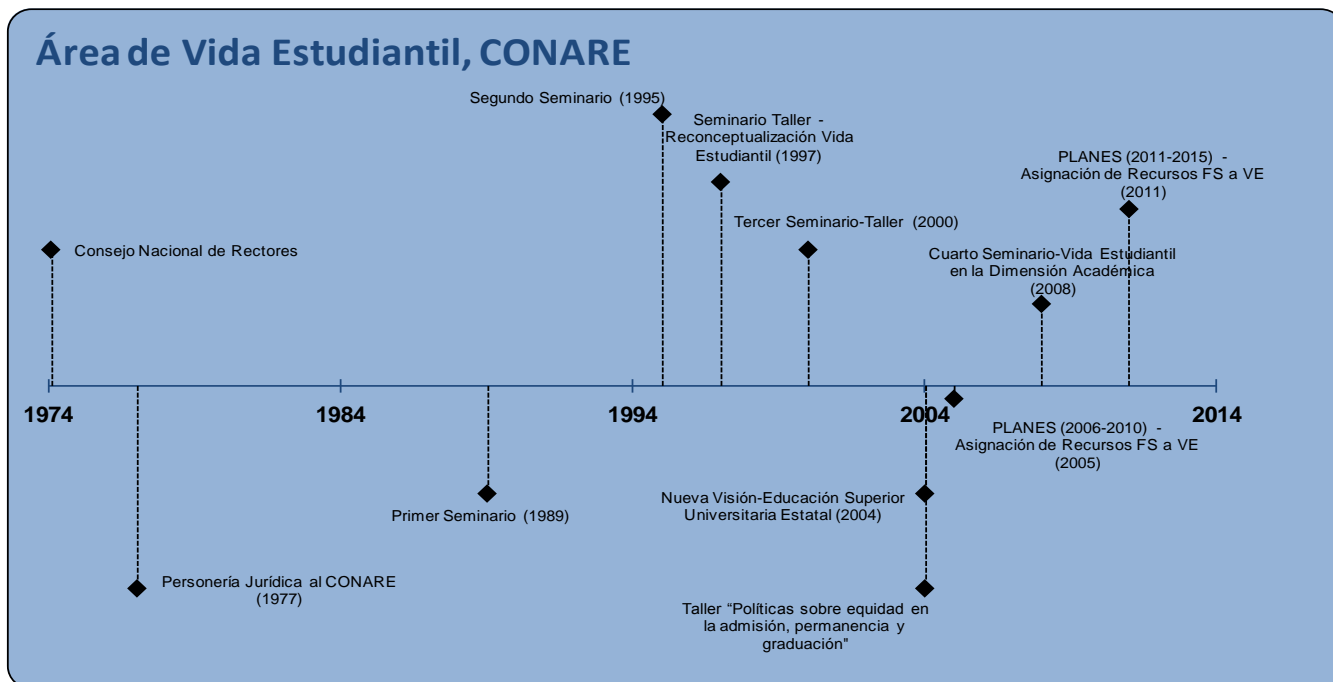 Área de Vida Estudiantil, CONARE
Segundo Seminario (1995)
Seminario Taller -
Reconceptualización Vida
Estudiantil (1997)
PLANES (2011-2015) -
Asignación de Recursos FS a VE
(2011)
Tercer Seminario-Taller (2000)
Consejo Nacional de Rectores
Cuarto Seminario-Vida Estudiantil
en la Dimensión Académica
(2008)
1974
1984
1994
2004
2014
PLANES (2006-2010) -
Asignación de Recursos FS a VE
(2005)
Nueva Visión-Educación Superior
Universitaria Estatal (2004)
Primer Seminario (1989)
Personería Jurídica al CONARE
(1977)
Taller “Políticas sobre equidad en
la admisión, permanencia y
graduación"